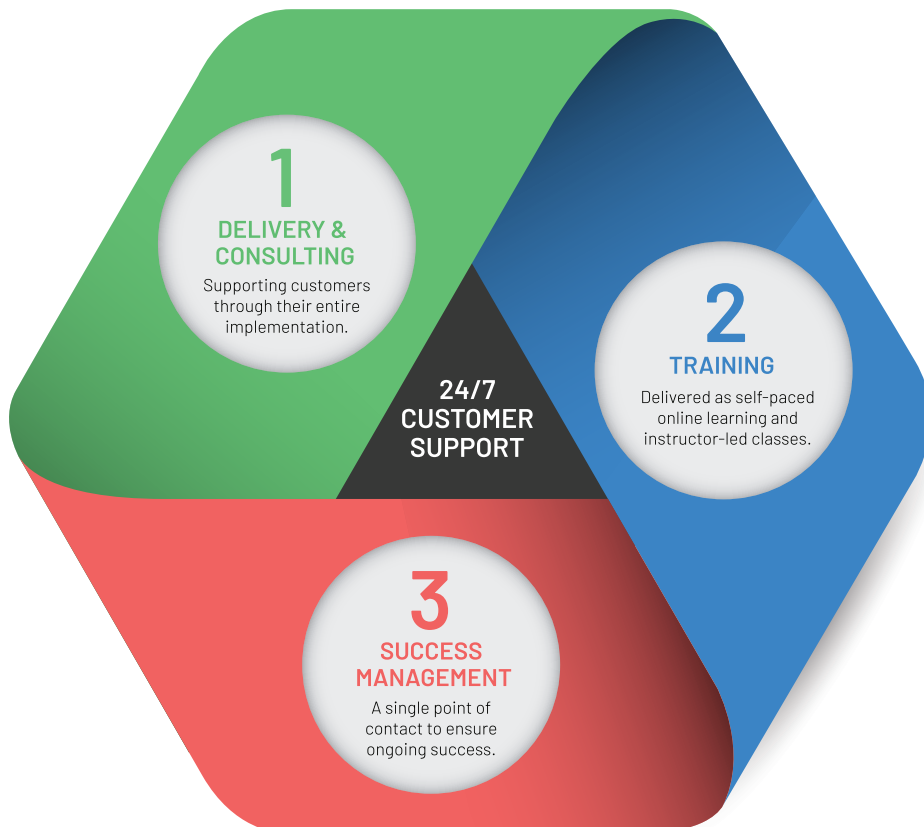 1
DELIVERY &
CONSULTING
Supporting customers
through their entire
implementation.
2
TRAINING
Delivered as self-paced
online learning and
instructor-led classes.
24/7
CUSTOMER
SUPPORT
3
SUCCESS
MANAGEMENT
A single point of
contact to ensure
ongoing success.